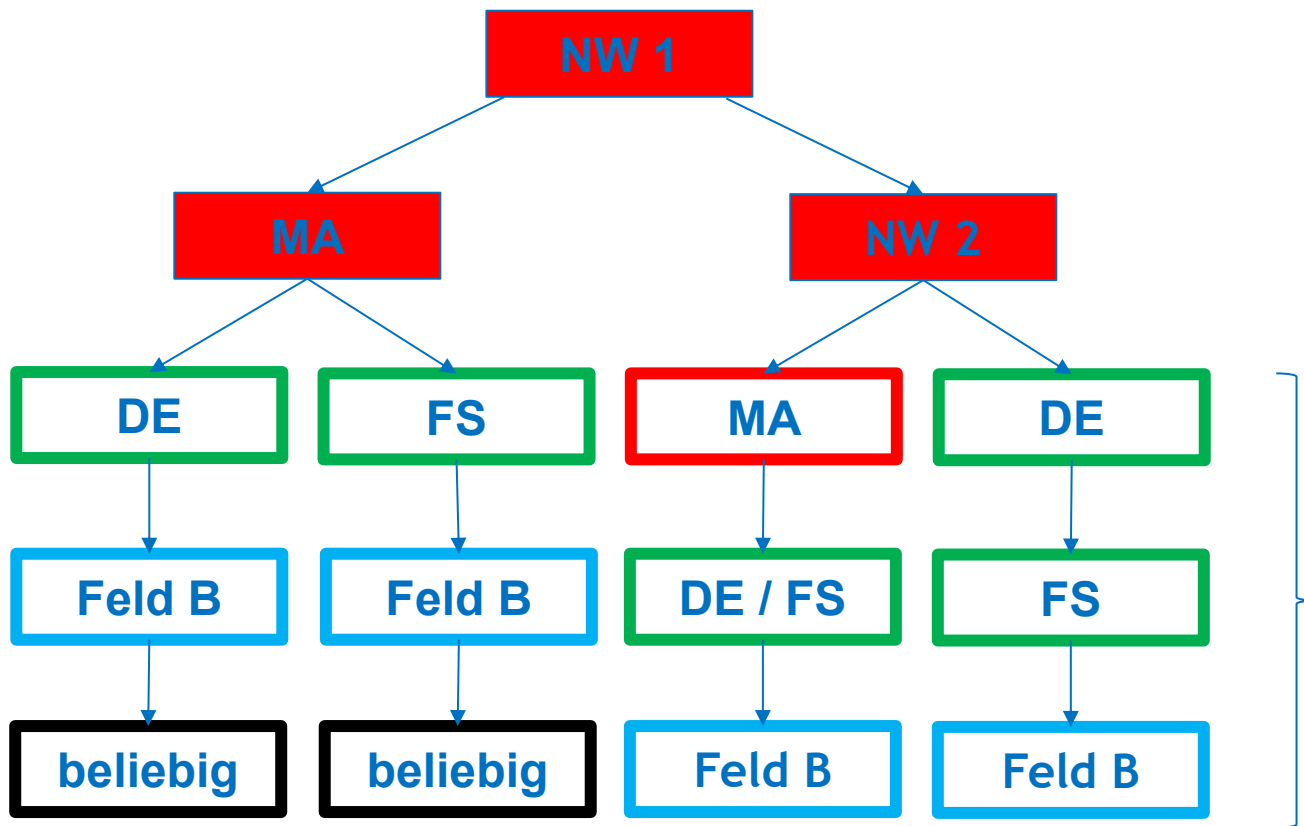 NW 1
MA
NW 2
DE
FS
MA
DE
Feld B
Feld B
DE / FS
FS
beliebig
beliebig
Feld B
Feld B